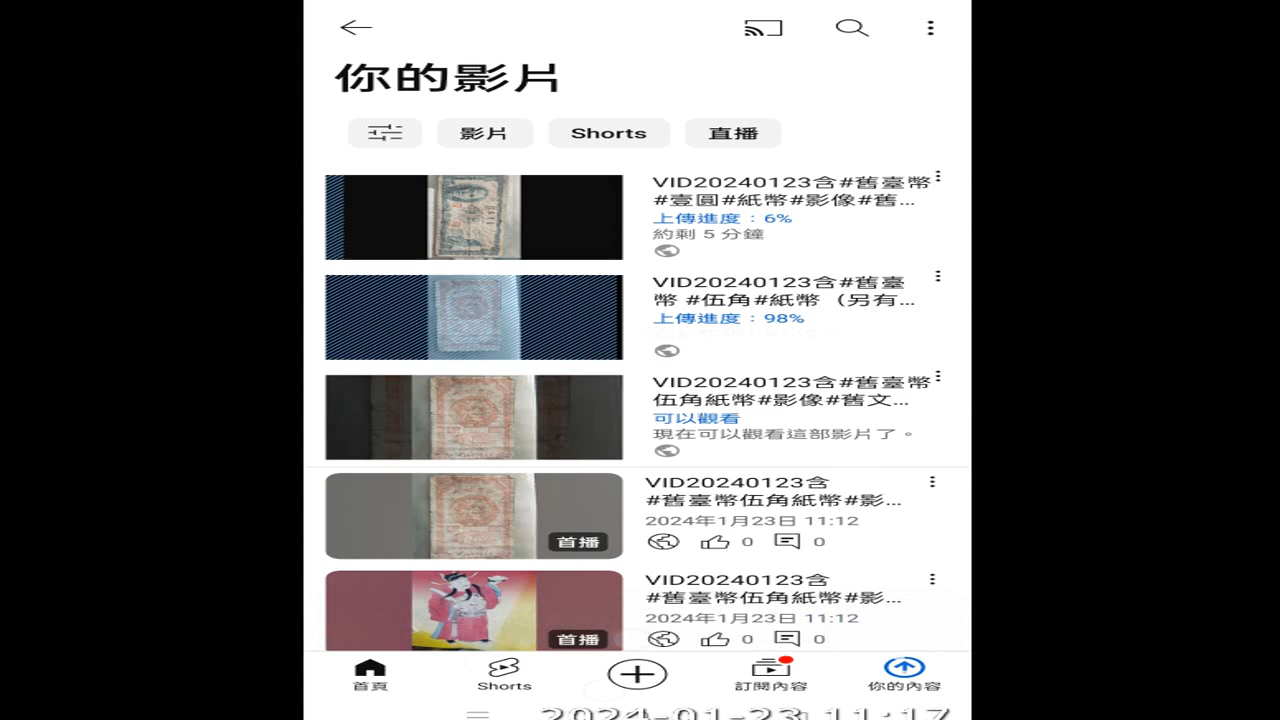 你的影片
影片
Shorts
直播
VID20240123含#舊臺幣
#壹圓#紙幣#影像#舊...
上傳進度：6%
約剩 5 分鐘
VID20240123含#舊臺
幣 #伍角#紙幣（另有...
上傳進度：98%
VID20240123含#舊臺幣
伍角紙幣#影像#舊文...
可以觀看
現在可以觀看這部影片了。
VID20240123含
#舊臺幣伍角紙幣#影...
2024年1月23日 11:12
0
0
首播
VID20240123含
#舊臺幣伍角紙幣#影...
2024年1月23日 11:12
0
0
首播
首頁
Shorts
訂閱內容
你的內容
2024-01-23 11:17